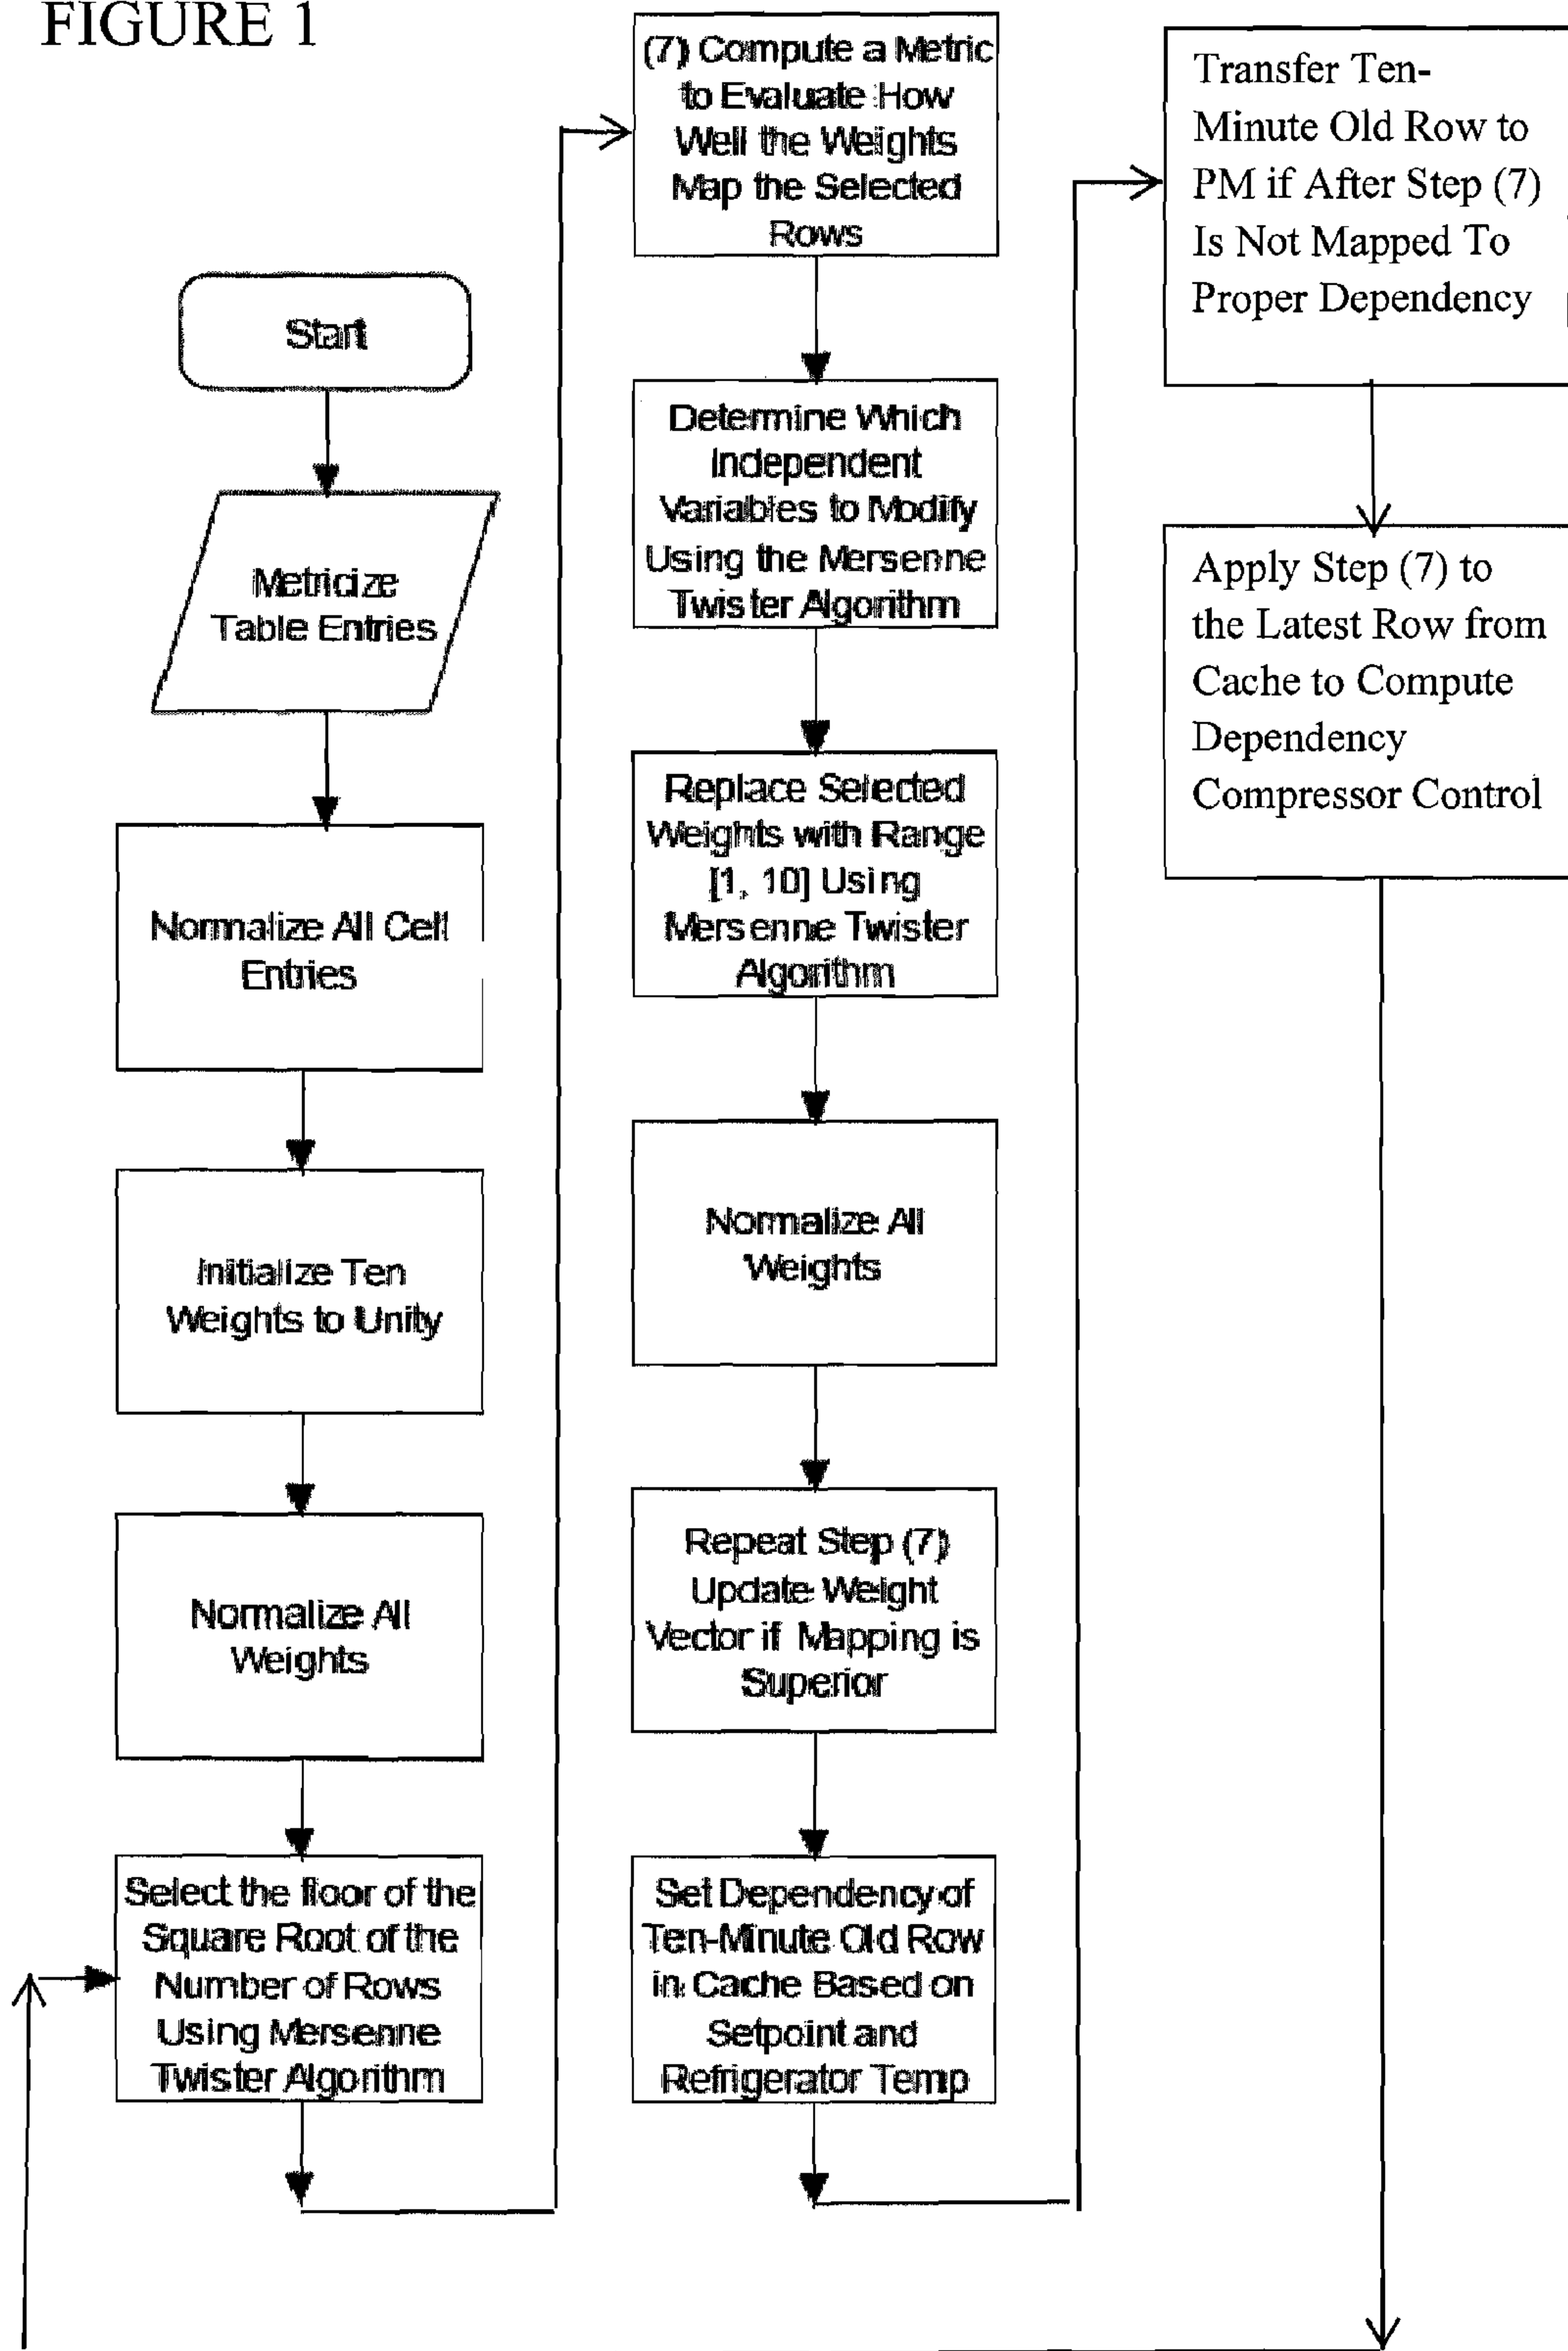 FIGURE 1
Start
Metricize
Table Entries
Normalize All Cell
Entries
Initialize Ten
Weights to Unity
Normalize All
Weights
Select the floor of the
Square Root of the
Number of Rows
Using Mersenne
Twister Algorithm
(7) Compute a Metric
to Evaluate How
Well the Weights
Map the Selected
Rows
Determine Which
Independent
Variables to Modify
Using the Mersenne
Twister Algorithm
Replace Selected
Weights with Range
[1, 10] Using
Mersenne Twister
Algorithm
Normalize All
Weights
Repeat Step (7)
Update Weight
Vector if Mapping is
Superior
Set Dependency of
Ten-Minute Old Row
in Cache Based on
Setpoint and
Refrigerator Temp
Transfer Ten-
Minute Old Row to
PM if After Step (7)
Is Not Mapped To
Proper Dependency
Apply Step (7) to
the Latest Row from
Cache to Compute
Dependency
Compressor Control